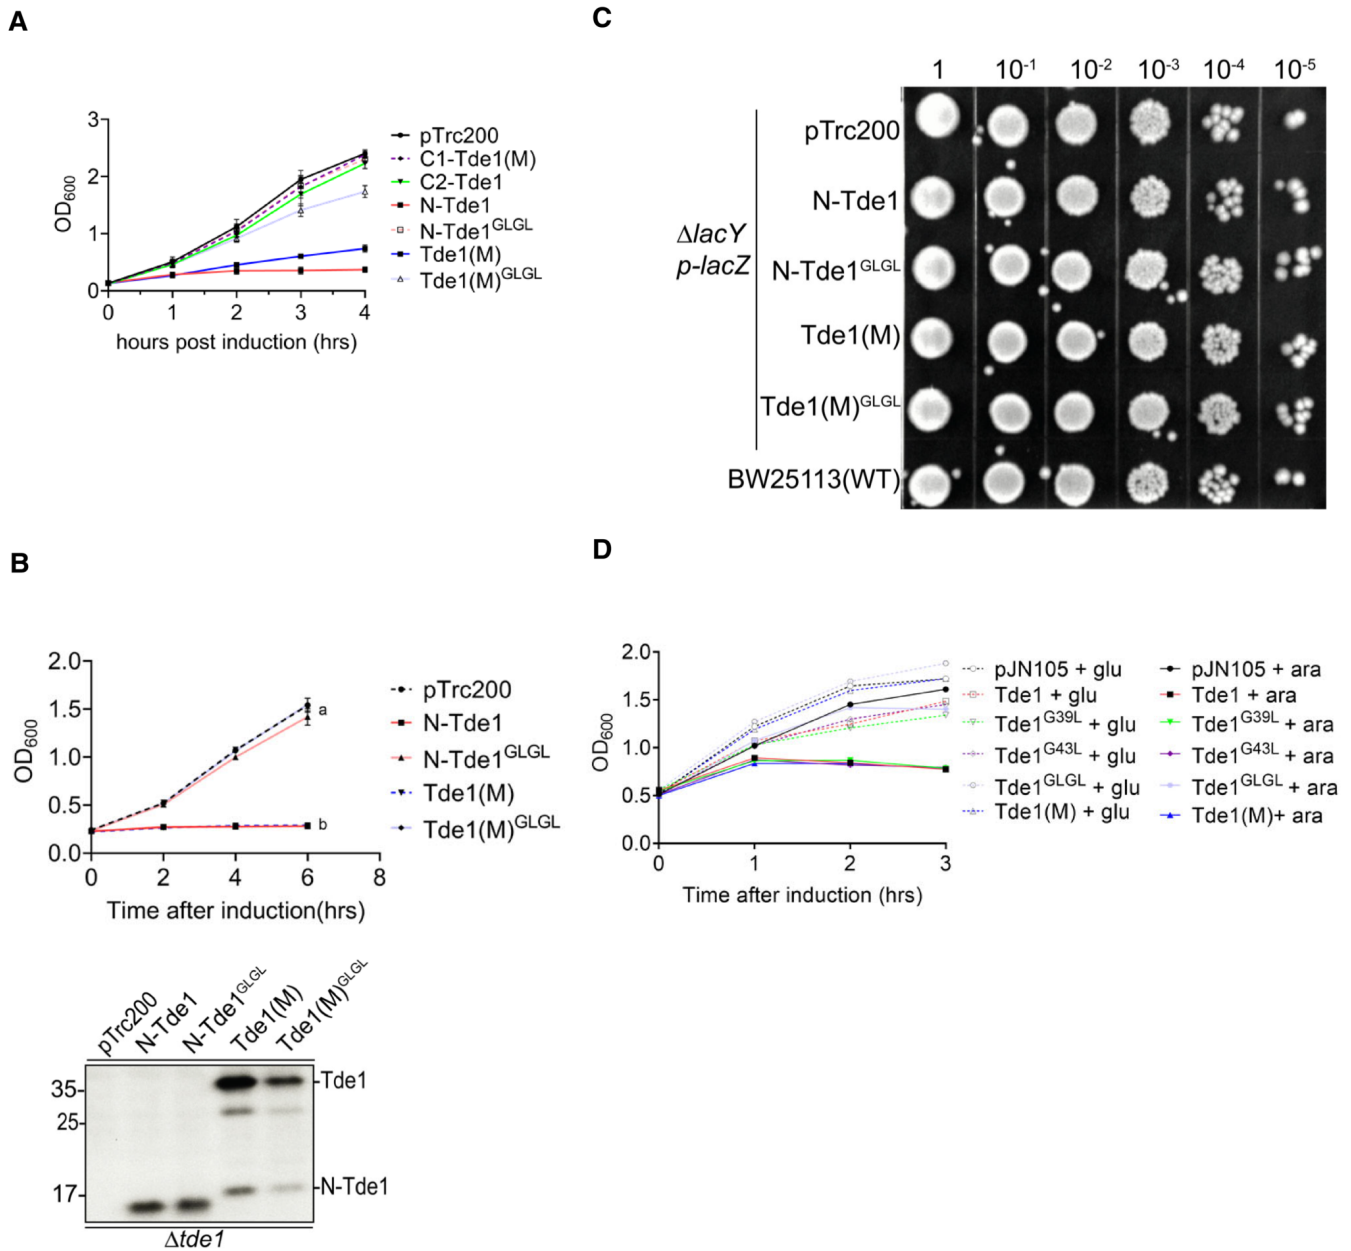 A
3
2
1
0
OD600
0 1 2 3 4
hours post induction (hrs)
pTrc200
C1-Tde1(M)
C2-Tde1
N-Tde1
N-Tde1GLGL
Tde1(M)
Tde1(M)GLGL
C
1 10-1 10-2 10-3 10-4 10-5
ΔlacY
p-lacZ
pTrc200
N-Tde1
N-Tde1GLGL
Tde1(M)
Tde1(M)GLGL
BW25113(WT)
B
2.0
1.5
1.0
0.5
0.0
OD600
a
b
0 2 4 6 8
Time after induction(hrs)
pTrc200
N-Tde1
N-Tde1GLGL
Tde1(M)
Tde1(M)GLGL
pTrc200
N-Tde1
N-Tde1GLGL
Tde1(M)
Tde1(M)GLGL
35-
25-
17-
-Tde1
-N-Tde1
Δtde1
D
2.0
1.5
1.0
0.5
0.0
OD600
0 1 2 3
Time after induction (hrs)
pJN105 + glu
Tde1 + glu
Tde1G39L + glu
Tde1G43L + glu
Tde1GLGL + glu
Tde1(M) + glu
pJN105 + ara
Tde1 + ara
Tde1G39L + ara
Tde1G43L + ara
Tde1GLGL + ara
Tde1(M)+ ara